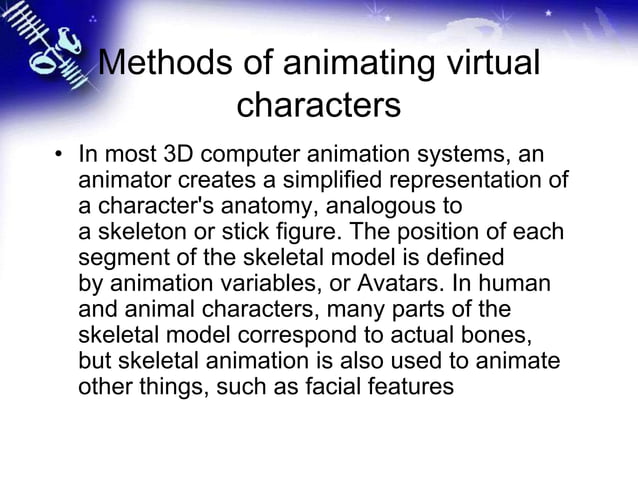 Methods of animating virtual
characters
• In most 3D computer animation systems, an
animator creates a simplified representation of
a character's anatomy, analogous to
a skeleton or stick figure. The position of each
segment of the skeletal model is defined
by animation variables, or Avatars. In human
and animal characters, many parts of the
skeletal model correspond to actual bones,
but skeletal animation is also used to animate
other things, such as facial features